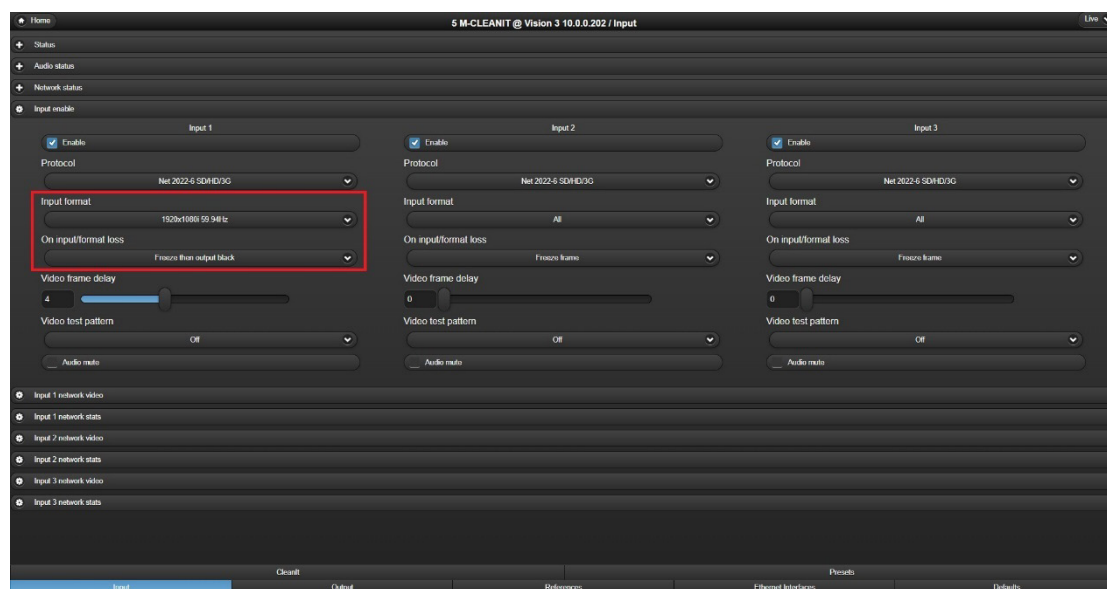 Home
5 M-CLEANIT @ Vision 3 10.0.0.202 / Input
Live
Status
Audio status
Network status
Input enable
Input 1 Input 2 Input 3
Enable Enable Enable
Protocol Protocol Protocol
Net 2022-6 SD/HD/3G Net 2022-6 SD/HD/3G Net 2022-6 SD/HD/3G
Input format Input format Input format
1920x1080i 59.94Hz All All
On input/format loss On input/format loss On input/format loss
Freeze then output black Freeze frame Freeze frame
Video frame delay Video frame delay Video frame delay
4 0 0
Video test pattern Video test pattern Video test pattern
Off Off Off
Audio mute Audio mute Audio mute
Input 1 network video
Input 1 network stats
Input 2 network video
Input 2 network stats
Input 3 network video
Input 3 network stats
CleanIt Presets
Input Output References Ethernet Interfaces Defaults